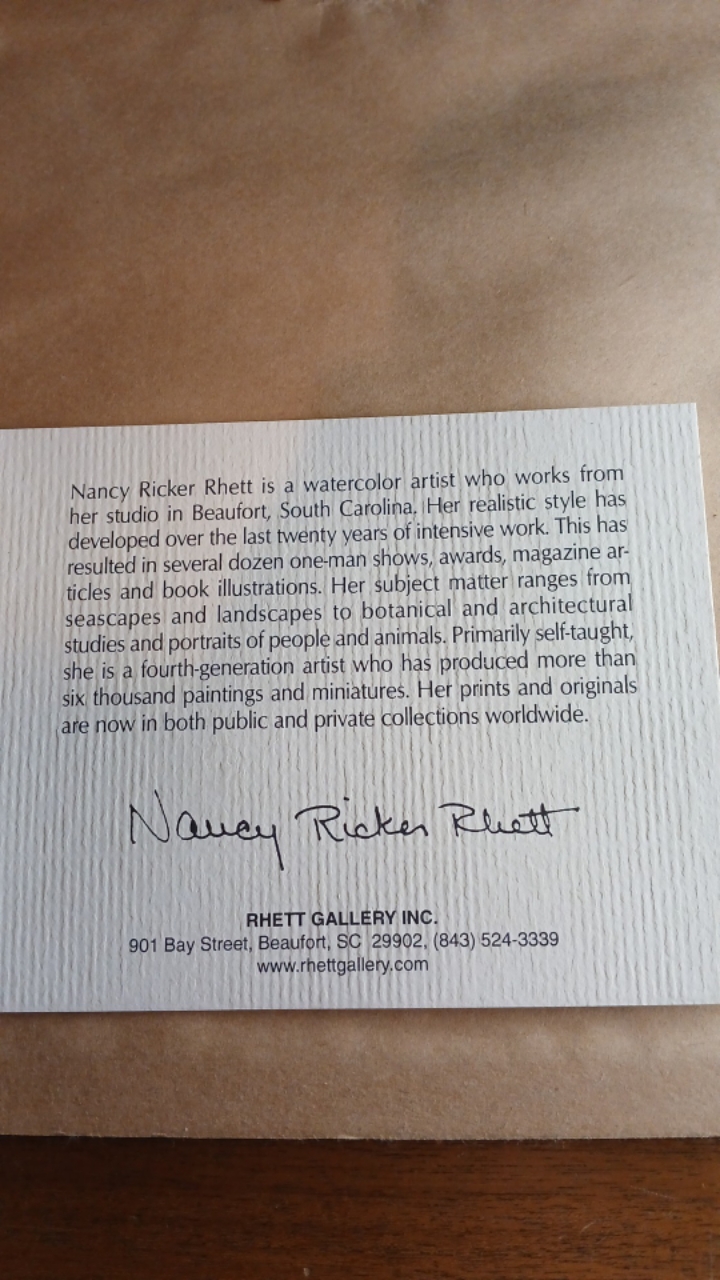 Nancy Ricker Rhett is a watercolor artist who works from
her studio in Beaufort, South Carolina. Her realistic style has
developed over the last twenty years of intensive work. This has
resulted in several dozen one-man shows, awards, magazine ar-
ticles and book illustrations. Her subject matter ranges from
seascapes and landscapes to botanical and architectural
studies and portraits of people and animals. Primarily self-taught,
she is a fourth-generation artist who has produced more than
six thousand paintings and miniatures. Her prints and originals
are now in both public and private collections worldwide.
Nancy Ricker Rhett
RHETT GALLERY INC.
901 Bay Street, Beaufort, SC 29902, (843) 524-3339
www.rhettgallery.com